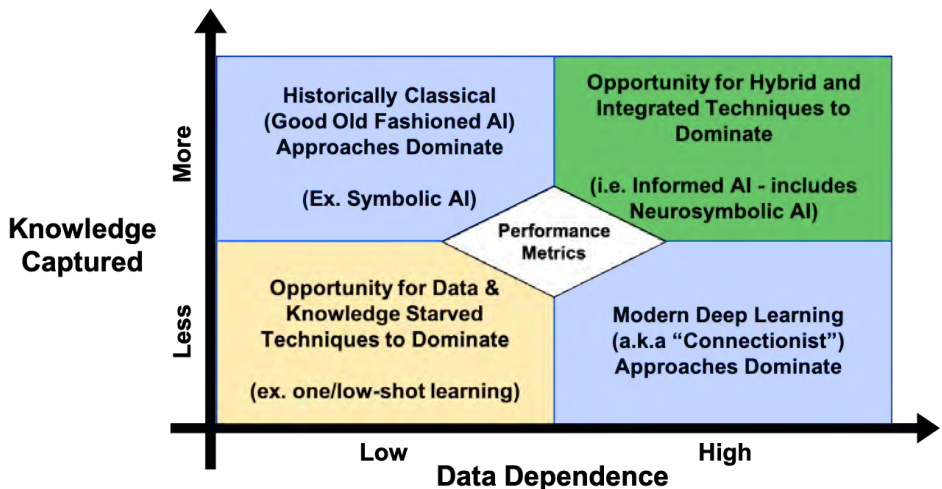 Historically Classical
(Good Old Fashioned AI)
Approaches Dominate
(Ex. Symbolic AI)
Opportunity for Hybrid and
Integrated Techniques to
Dominate
(i.e. Informed AI - includes
Neurosymbolic AI)
More
Knowledge
Captured
Performance
Metrics
Less
Opportunity for Data &
Knowledge Starved
Techniques to Dominate
(ex. one/low-shot learning)
Modern Deep Learning
(a.k.a “Connectionist”)
Approaches Dominate
Low
High
Data Dependence